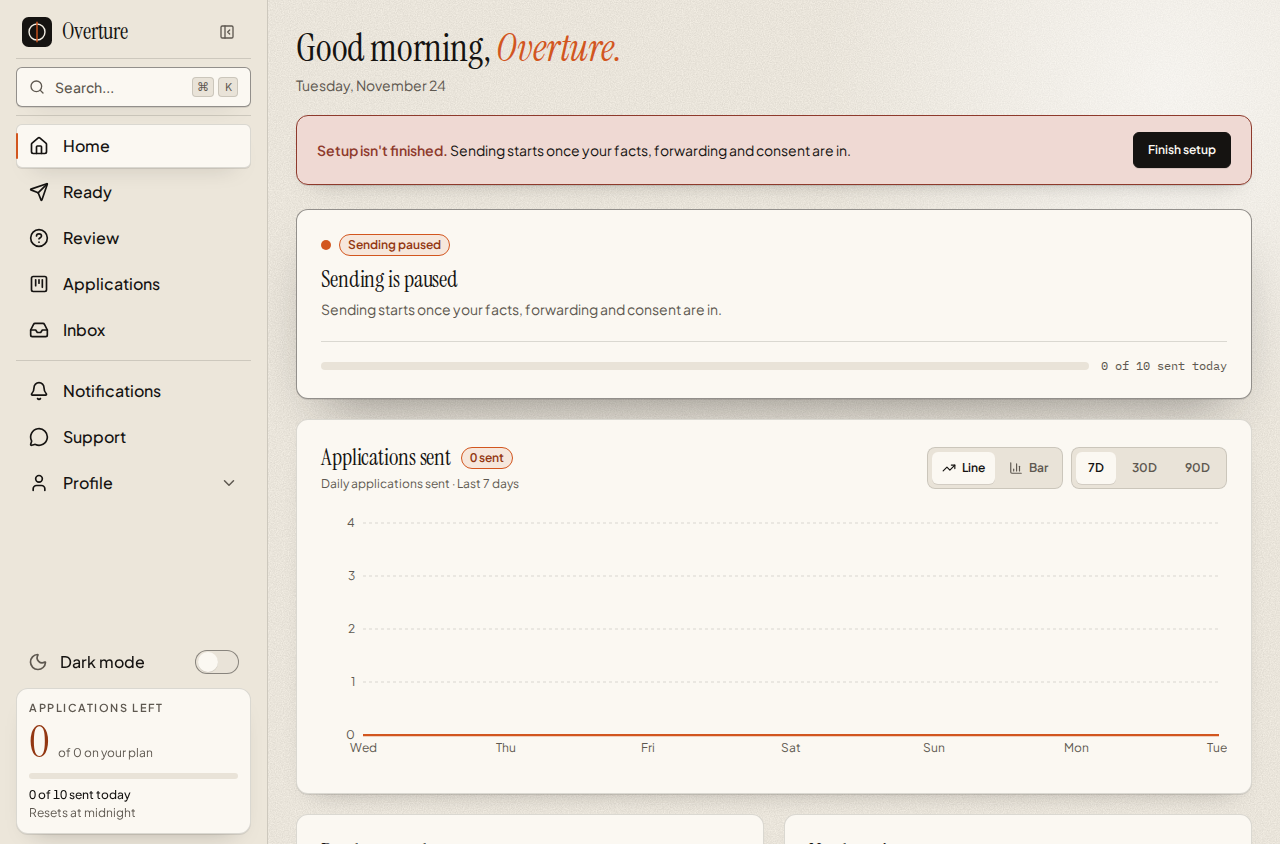 Overture
Search...
⌘ K
Home
Ready
Review
Applications
Inbox
Notifications
Support
Profile
Dark mode
APPLICATIONS LEFT
0 of 0 on your plan
0 of 10 sent today
Resets at midnight
Good morning, Overture.
Tuesday, November 24
Setup isn't finished. Sending starts once your facts, forwarding and consent are in.
Finish setup
Sending paused
Sending is paused
Sending starts once your facts, forwarding and consent are in.
0 of 10 sent today
Applications sent 0 sent
Daily applications sent · Last 7 days
Line Bar 7D 30D 90D
4
3
2
1
0
Wed Thu Fri Sat Sun Mon Tue